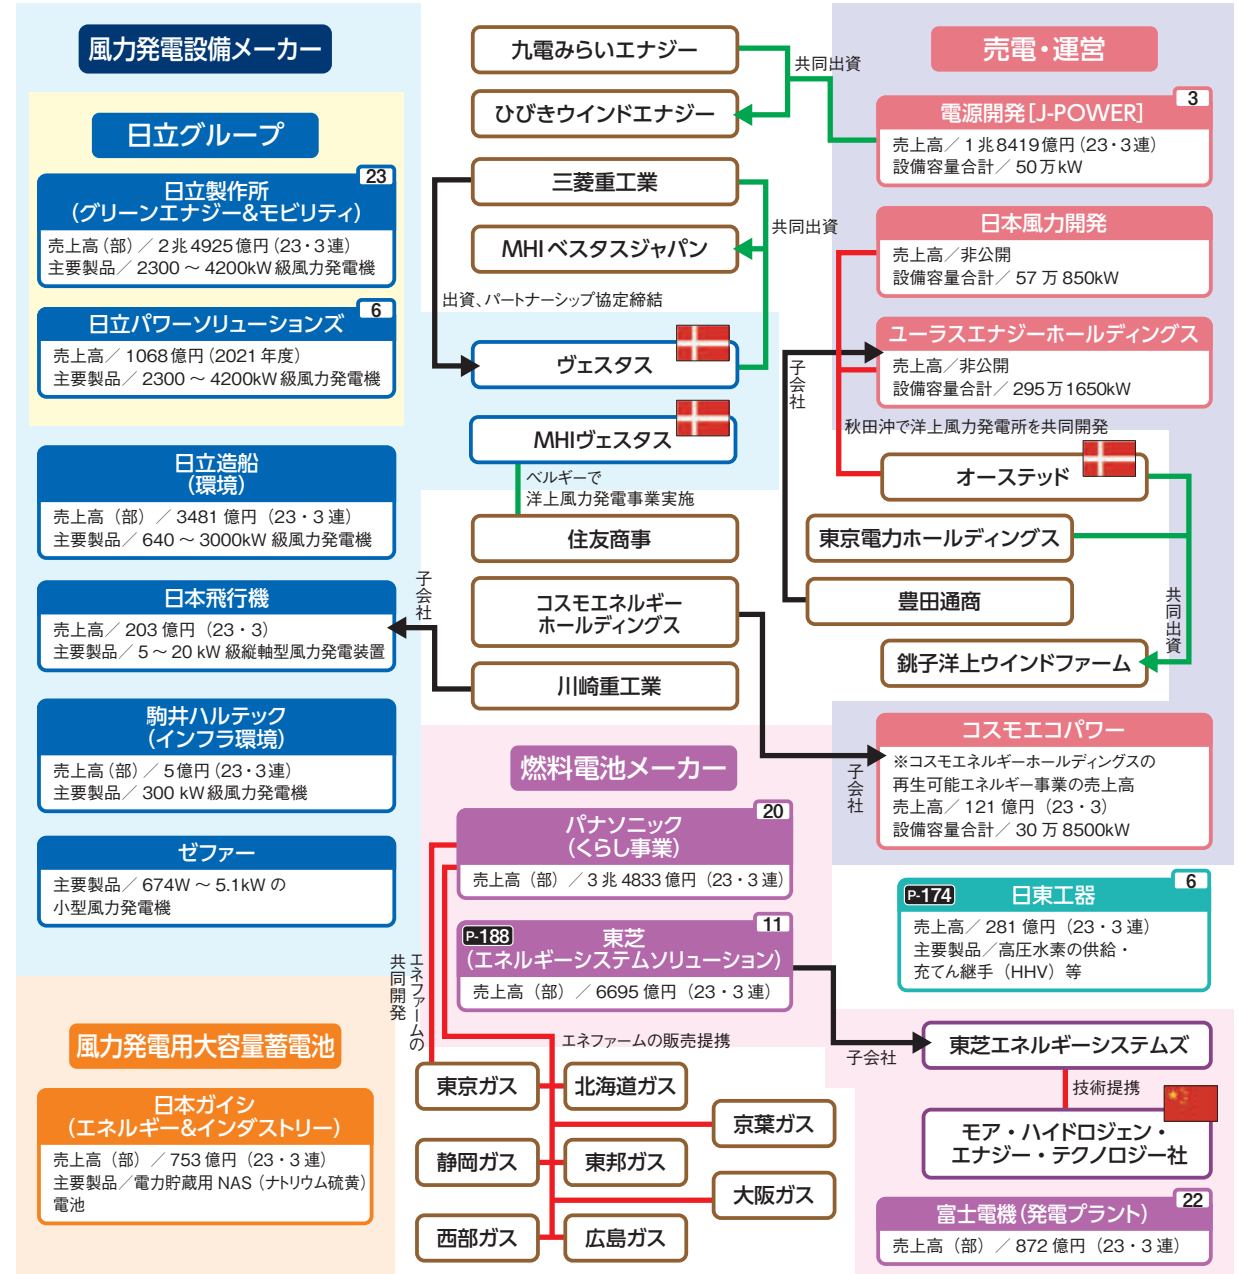 風力発電設備メーカー
日立グループ
23
日立製作所
(グリーンエナジー&モビリティ)
売上高(部)/2兆4925億円(23・3連)
主要製品/2300〜4200kW級風力発電機
6
日立パワーソリューションズ
売上高/1068億円(2021年度)
主要製品/2300〜4200kW級風力発電機
日立造船
(環境)
売上高(部)/3481億円(23・3連)
主要製品/640〜3000kW級風力発電機
日本飛行機
売上高/203億円(23・3)
主要製品/5〜20kW級縦軸型風力発電装置
駒井ハルテック
(インフラ環境)
売上高(部)/5億円(23・3連)
主要製品/300kW級風力発電機
ゼファー
主要製品/674W〜5.1kWの
小型風力発電機
風力発電用大容量蓄電池
日本ガイシ
(エネルギー&インダストリー)
売上高(部)/753億円(23・3連)
主要製品/電力貯蔵用NAS(ナトリウム硫黄)
電池
九電みらいエナジー
共同出資
ひびきウインドエナジー
三菱重工業
共同出資
MHIベスタスジャパン
出資、パートナーシップ協定締結
ヴェスタス
MHIヴェスタス
ベルギーで
洋上風力発電事業実施
住友商事
コスモエネルギー
ホールディングス
子会社
川崎重工業
燃料電池メーカー
20
パナソニック
(くらし事業)
売上高(部)/3兆4833億円(23・3連)
11
P-188
東芝
(エネルギーシステムソリューション)
売上高(部)/6695億円(23・3連)
エネファームの
共同開発
エネファームの販売提携
東京ガス
北海道ガス
京葉ガス
静岡ガス
東邦ガス
大阪ガス
西部ガス
広島ガス
売電・運営
3
電源開発[J-POWER]
売上高/1兆8419億円(23・3連)
設備容量合計/50万kW
日本風力開発
売上高/非公開
設備容量合計/57万850kW
ユーラスエナジーホールディングス
売上高/非公開
設備容量合計/295万1650kW
子会社
秋田沖で洋上風力発電所を共同開発
オーステッド
東京電力ホールディングス
豊田通商
共同出資
銚子洋上ウインドファーム
コスモエコパワー
※コスモエネルギーホールディングスの
再生可能エネルギー事業の売上高
売上高/121億円(23・3)
設備容量合計/30万8500kW
子会社
6
P-174
日東工器
売上高/281億円(23・3連)
主要製品/高圧水素の供給・
充てん継手(HHV)等
子会社
東芝エネルギーシステムズ
技術提携
モア・ハイドロジェン・
エナジー・テクノロジー社
22
富士電機(発電プラント)
売上高(部)/872億円(23・3連)